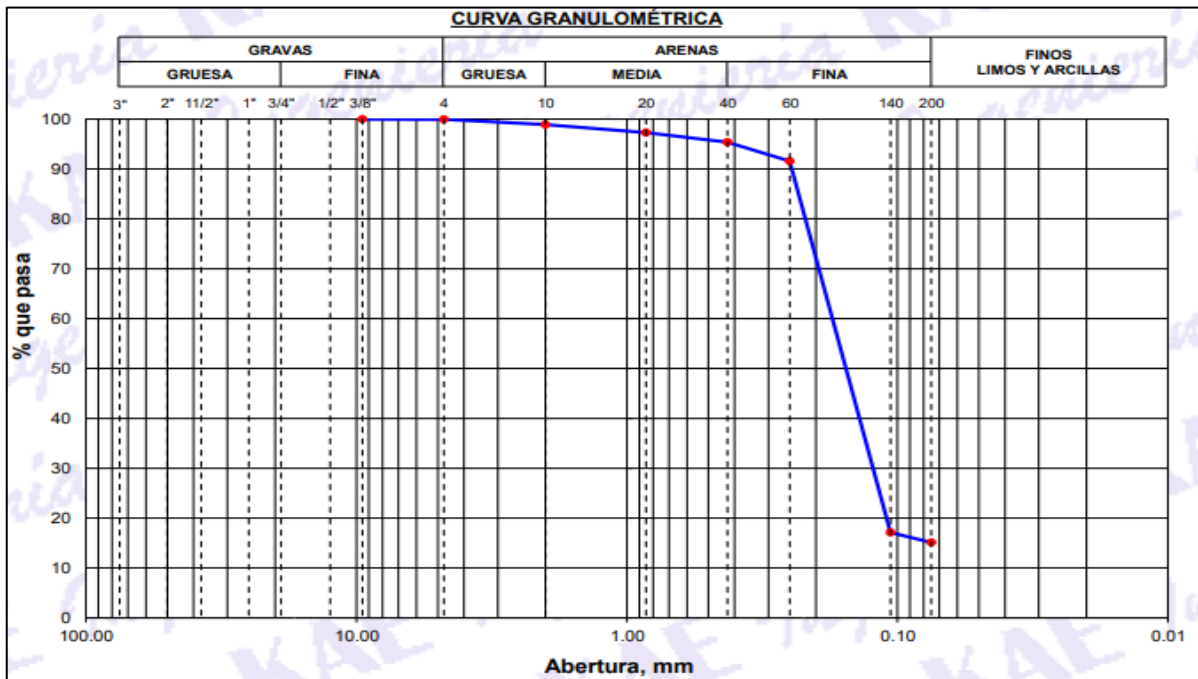 CURVA GRANULOMÉTRICA
GRAVAS ARENAS FINOS
LIMOS Y ARCILLAS
GRUESA FINA GRUESA MEDIA FINA
3" 2" 11/2" 1" 3/4" 1/2" 3/8" 4 10 20 40 60 140 200
100
90
80
70
60
50
40
30
20
10
0
% que pasa
100.00 10.00 1.00 0.10 0.01
Abertura, mm
KAE